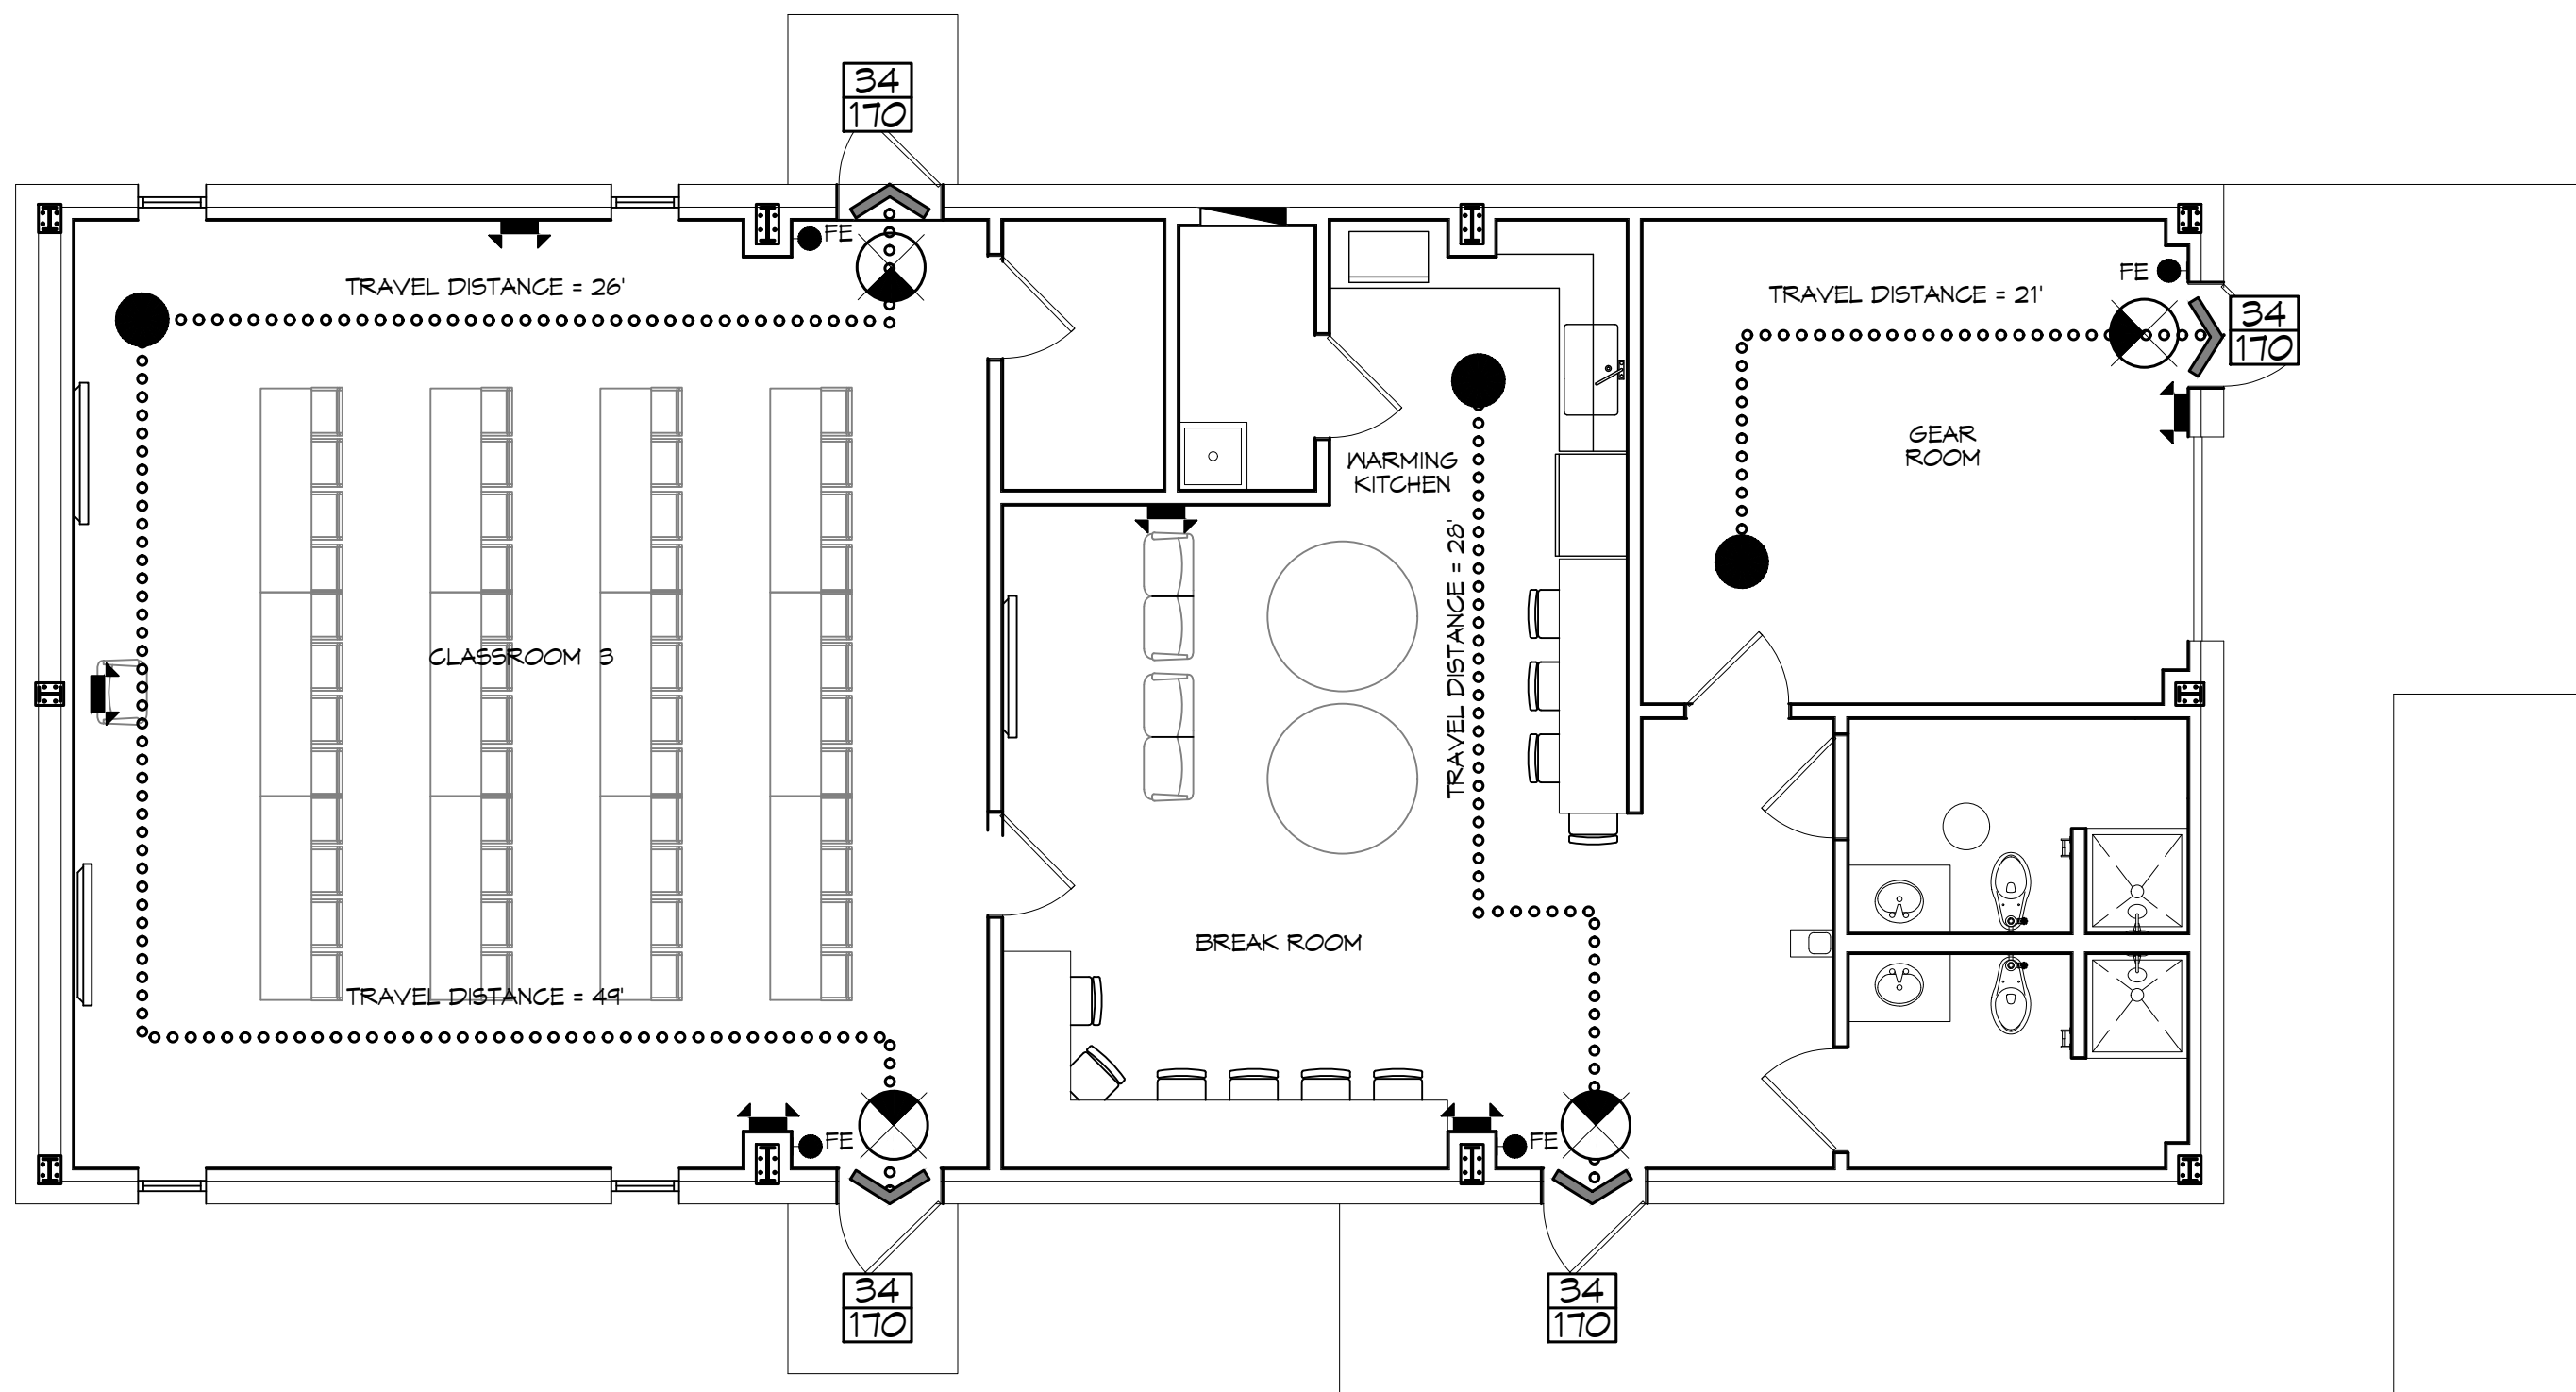 34
170
FE
TRAVEL DISTANCE = 26'
FE
TRAVEL DISTANCE = 21'
34
170
GEAR
ROOM
WARMING
KITCHEN
TRAVEL DISTANCE = 28'
CLASSROOM 3
BREAK ROOM
TRAVEL DISTANCE = 49'
FE
FE
34
170
34
170